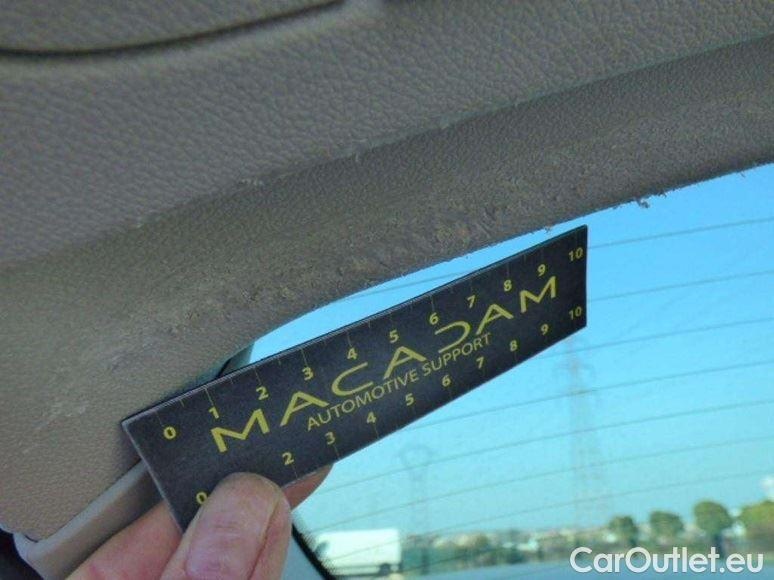 0 1 2 3 4 5 6 7 8 9 10
MACADAM
AUTOMOTIVE SUPPORT
0 2 3 4 5 6 7 8 9 10
CarOutlet.eu